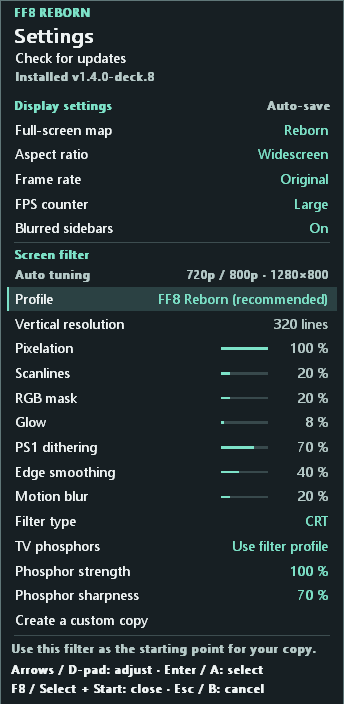 FF8 REBORN
Settings
Check for updates
Installed v1.4.0-deck.8
Display settings Auto-save
Full-screen map Reborn
Aspect ratio Widescreen
Frame rate Original
FPS counter Large
Blurred sidebars On
Screen filter
Auto tuning 720p / 800p · 1280×800
Profile FF8 Reborn (recommended)
Vertical resolution 320 lines
Pixelation 100 %
Scanlines 20 %
RGB mask 20 %
Glow 8 %
PS1 dithering 70 %
Edge smoothing 40 %
Motion blur 20 %
Filter type CRT
TV phosphors Use filter profile
Phosphor strength 100 %
Phosphor sharpness 70 %
Create a custom copy
Use this filter as the starting point for your copy.
Arrows / D-pad: adjust · Enter / A: select
F8 / Select + Start: close · Esc / B: cancel